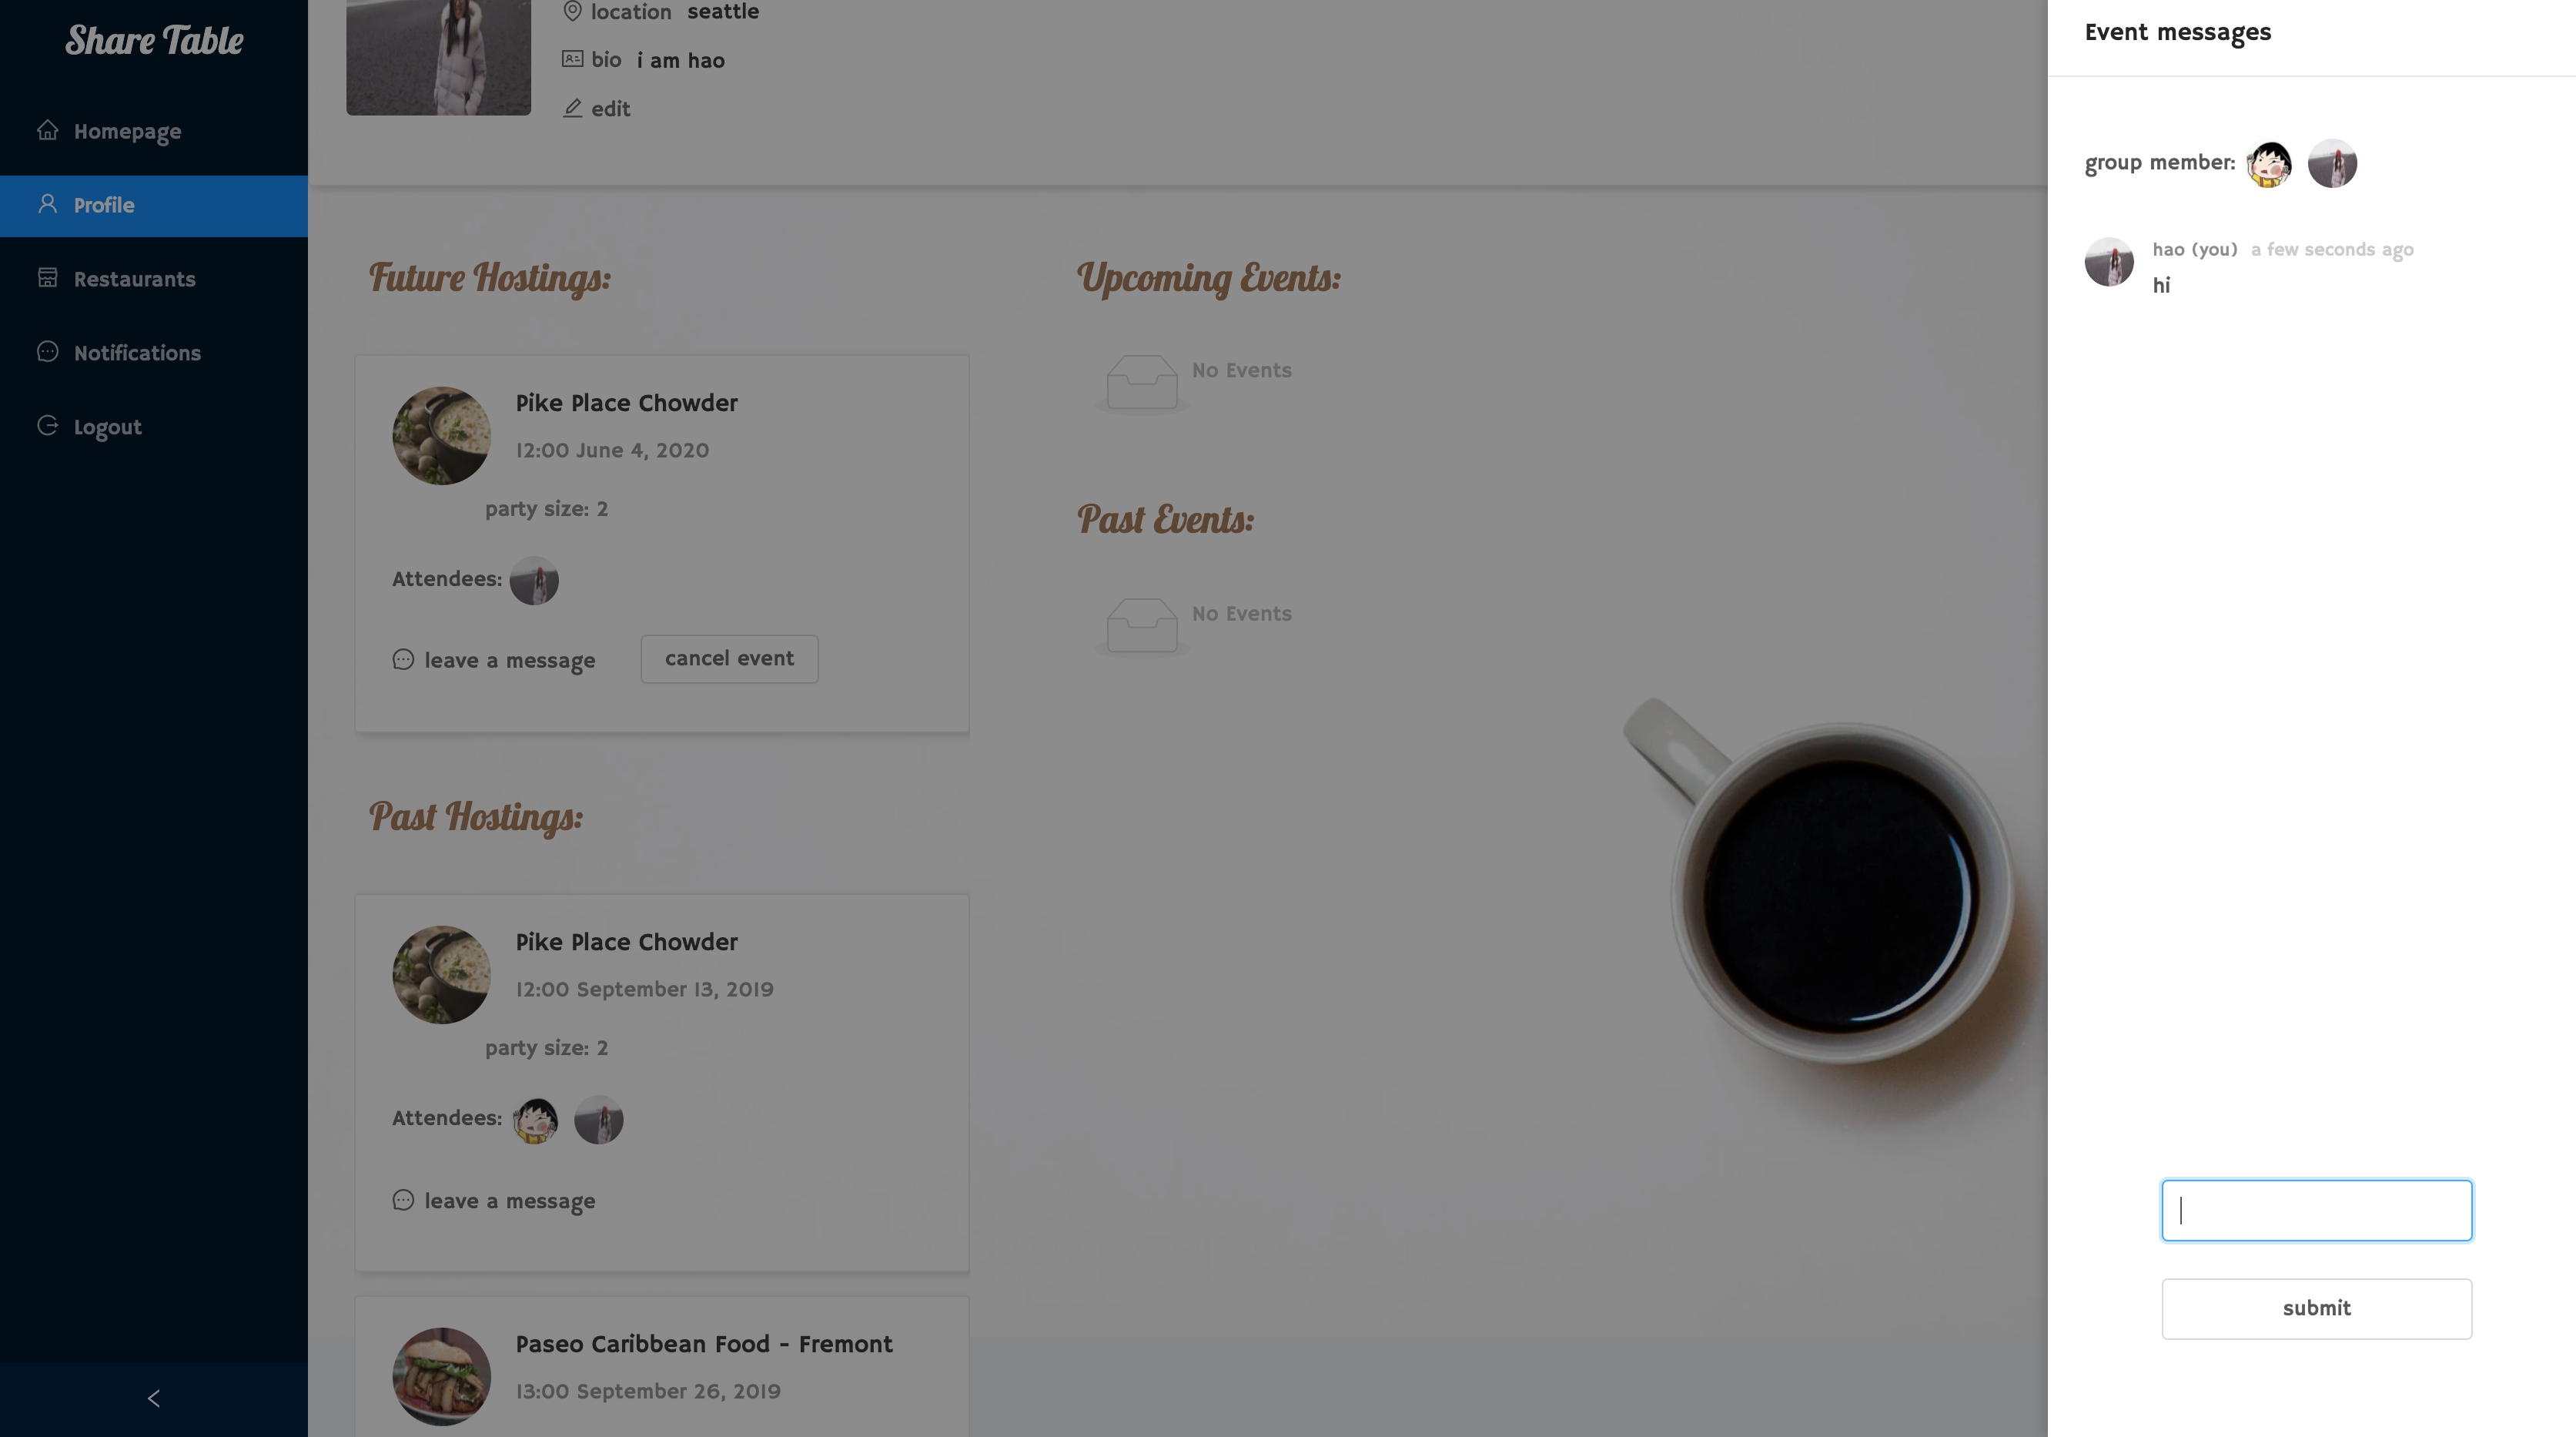 Share Table
Homepage
Profile
Restaurants
Notifications
Logout
location seattle
bio i am hao
edit
Future Hostings:
Pike Place Chowder
12:00 June 4, 2020
party size: 2
Attendees:
leave a message
cancel event
Past Hostings:
Pike Place Chowder
12:00 September 13, 2019
party size: 2
Attendees:
leave a message
Paseo Caribbean Food - Fremont
13:00 September 26, 2019
Upcoming Events:
No Events
Past Events:
No Events
Event messages
group member:
hao (you) a few seconds ago
hi
submit